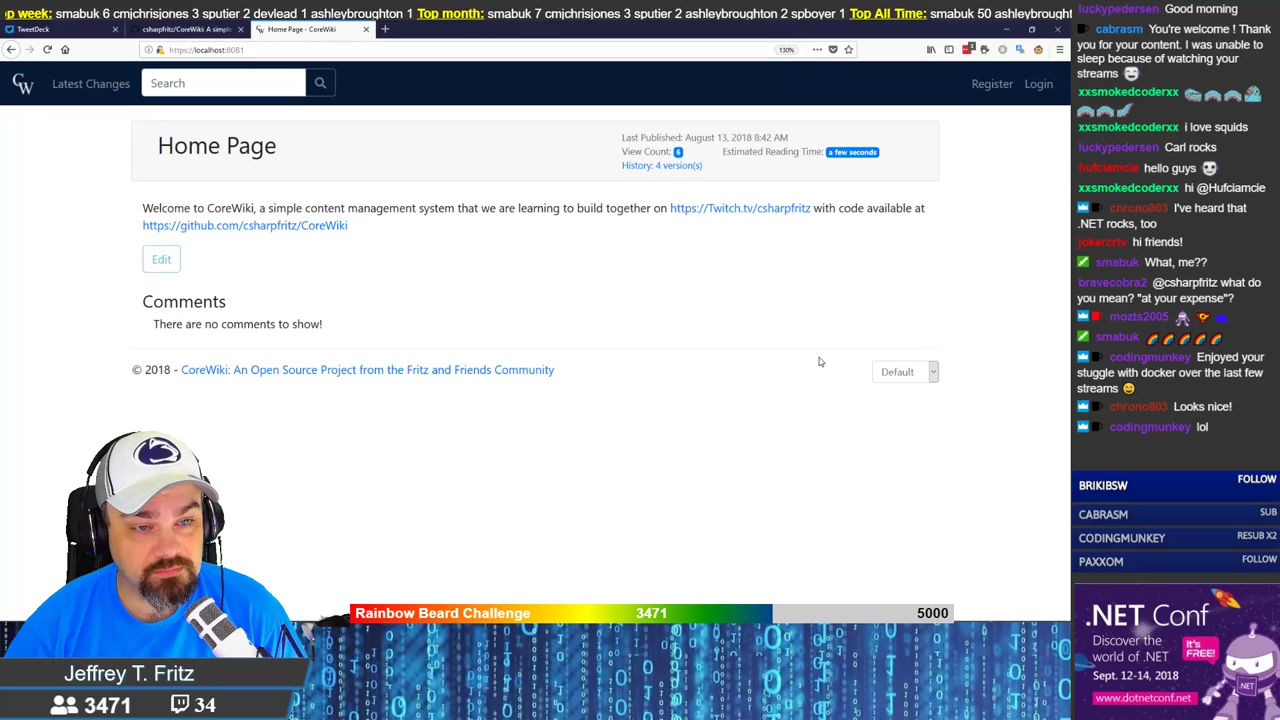 op week: smabuk 6 cmjchrisjones 3 sputier 2 devlead 1 ashleybroughton 1 Top month: smabuk 7 cmjchrisjones 3 sputier 2 ashleybroughton 2 spboyer 1 Top All Time: smabuk 50 ashleybrought
TweetDeck
csharpfritz/CoreWiki: A simple
Home Page - CoreWiki
https://localhost:8081
130%
CW
Latest Changes
Search
Register
Login
Home Page
Last Published: August 13, 2018 8:42 AM
View Count: 6
Estimated Reading Time: a few seconds
History: 4 version(s)
Welcome to CoreWiki, a simple content management system that we are learning to build together on https://Twitch.tv/csharpfritz with code available at
https://github.com/csharpfritz/CoreWiki
Edit
Comments
There are no comments to show!
© 2018 - CoreWiki: An Open Source Project from the Fritz and Friends Community
Default
Rainbow Beard Challenge
3471
5000
Jeffrey T. Fritz
3471
34
luckypedersen Good morning
cabrasm You're welcome ! Thank
you for your content. I was unable to
sleep because of watching your
streams
xxsmokedcoderxx
xxsmokedcoderxx i love squids
luckypedersen Carl rocks
hufciamcie hello guys
xxsmokedcoderxx hi @Hufciamcie
chrono803 I've heard that
.NET rocks, too
jokercrtv hi friends!
smabuk What, me??
bravecobra2 @csharpfritz what do
you mean? "at your expense"?
mozts2005
smabuk
codingmunkey Enjoyed your
stuggle with docker over the last few
streams
chrono803 Looks nice!
codingmunkey lol
BRIKIBSW FOLLOW
CABRASM SUB
CODINGMUNKEY RESUB X2
PAXXOM FOLLOW
.NET Conf
Discover the
world of .NET
IT'S
FREE!
Sept. 12-14, 2018
.NET
www.dotnetconf.net